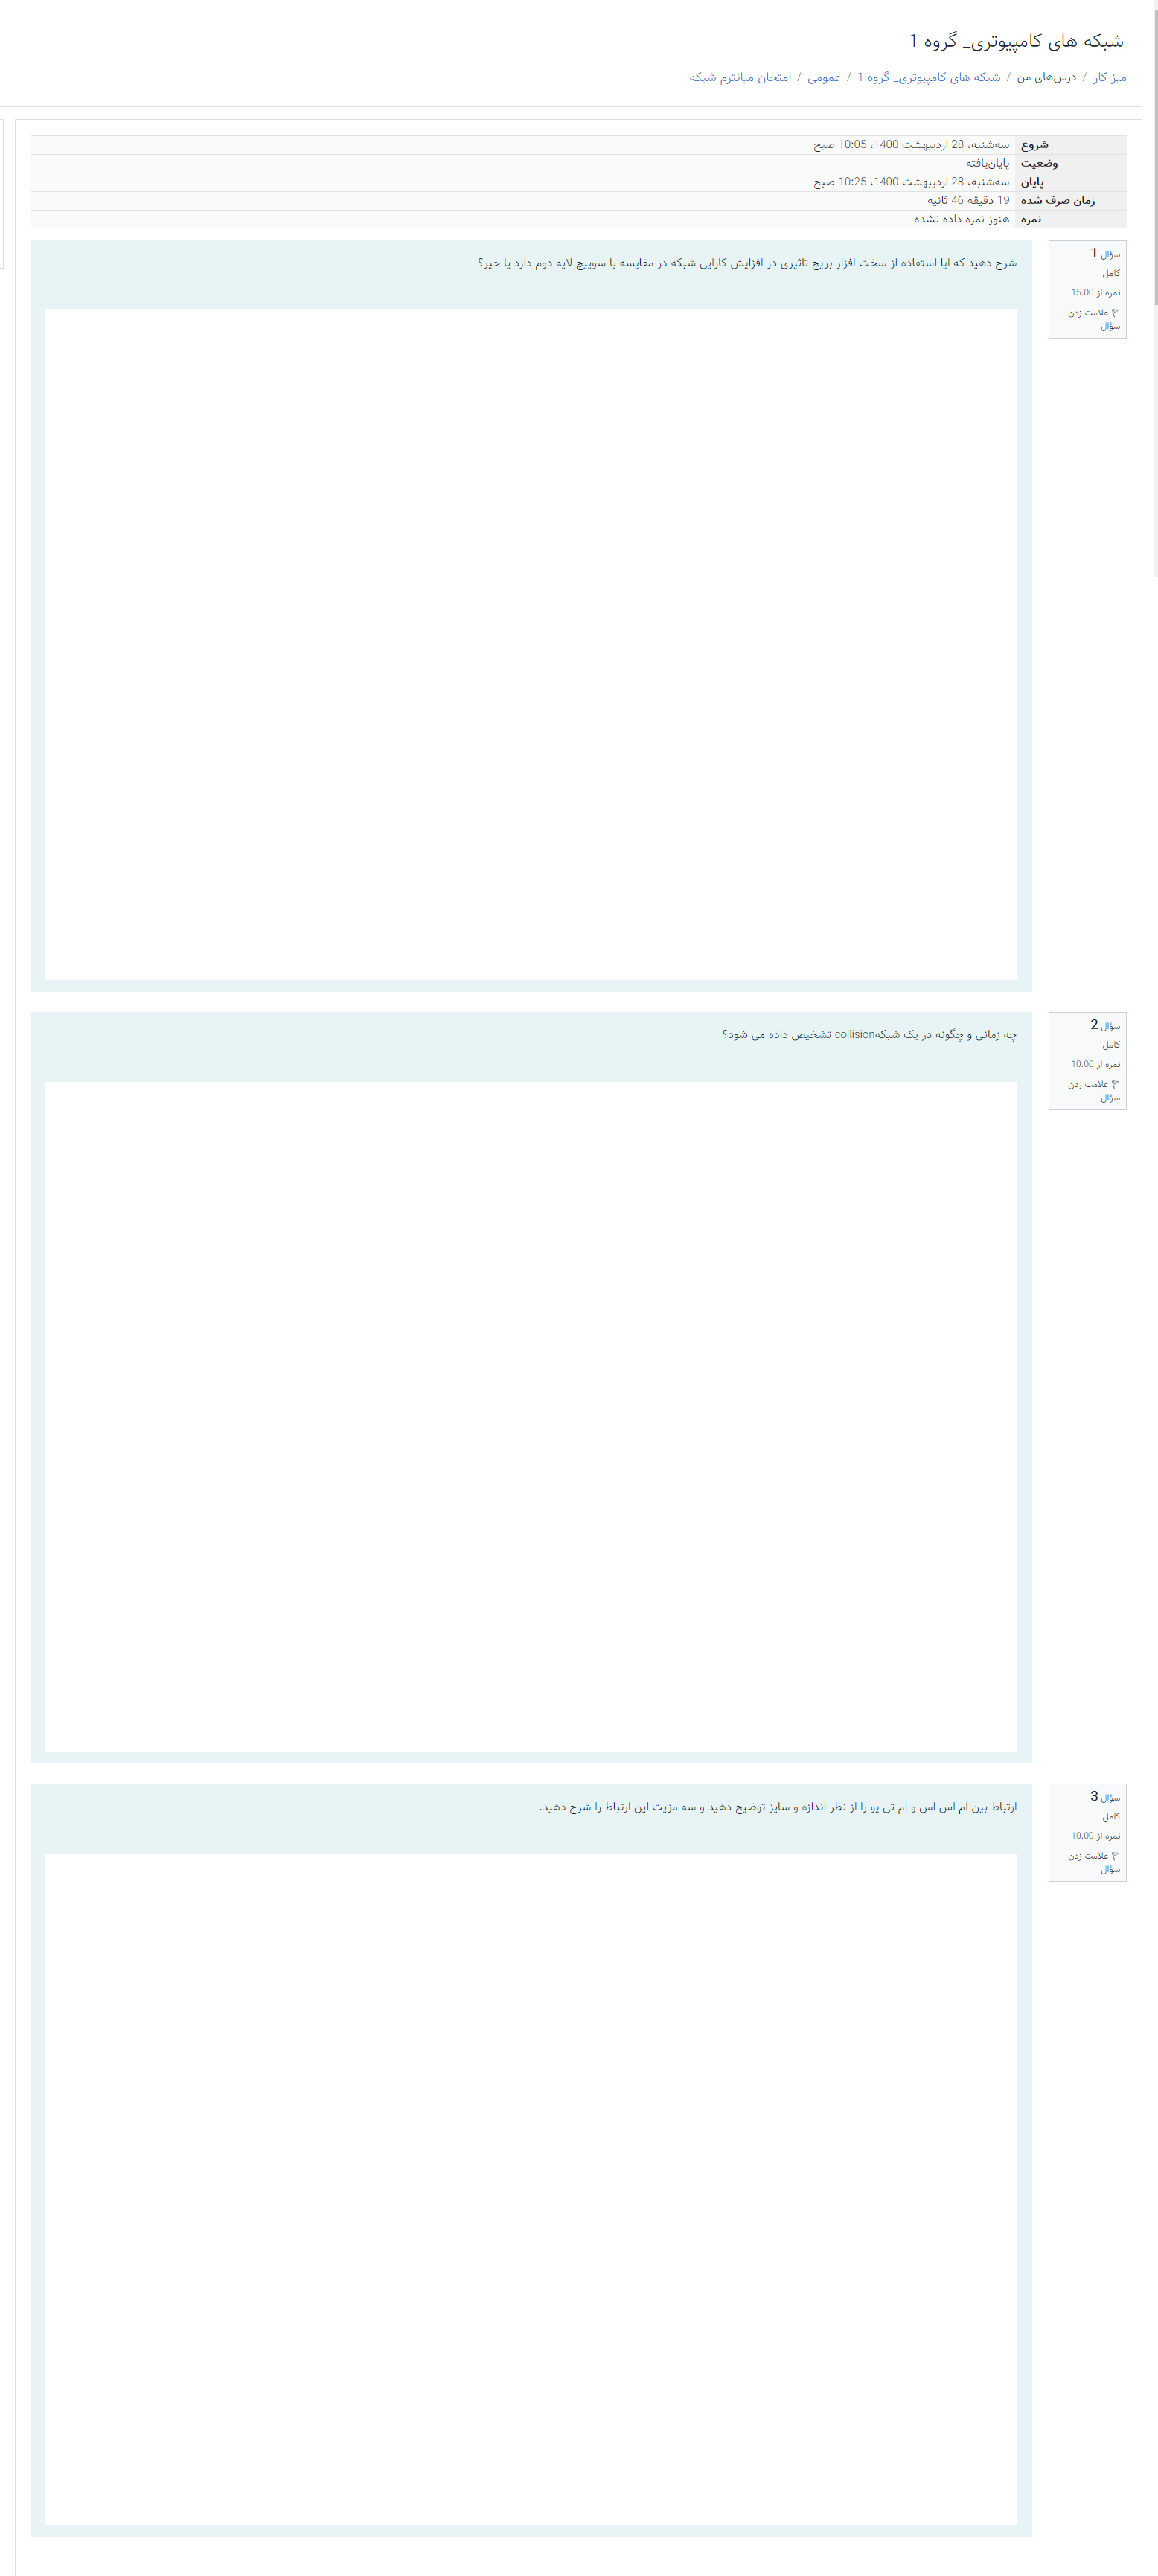 شبکه های کامپیوتری_ گروه 1
میز کار / درس‌های من / شبکه های کامپیوتری_ گروه 1 / عمومی / امتحان میانترم شبکه
شروع سه‌شنبه، 28 اردیبهشت 1400، 10:05 صبح
وضعیت پایان‌یافته
پایان سه‌شنبه، 28 اردیبهشت 1400، 10:25 صبح
زمان صرف شده 19 دقیقه 46 ثانیه
نمره هنوز نمره داده نشده
سؤال 1
کامل
نمره از 15.00
علامت زدن
سؤال
شرح دهید که ایا استفاده از سخت افزار بریج تاثیری در افزایش کارایی شبکه در مقایسه با سوییچ لایه دوم دارد یا خیر؟
سؤال 2
کامل
نمره از 10.00
علامت زدن
سؤال
چه زمانی و چگونه در یک شبکهcollision تشخیص داده می شود؟
سؤال 3
کامل
نمره از 10.00
علامت زدن
سؤال
ارتباط بین ام اس اس و ام تی یو را از نظر اندازه و سایز توضیح دهید و سه مزیت این ارتباط را شرح دهید.